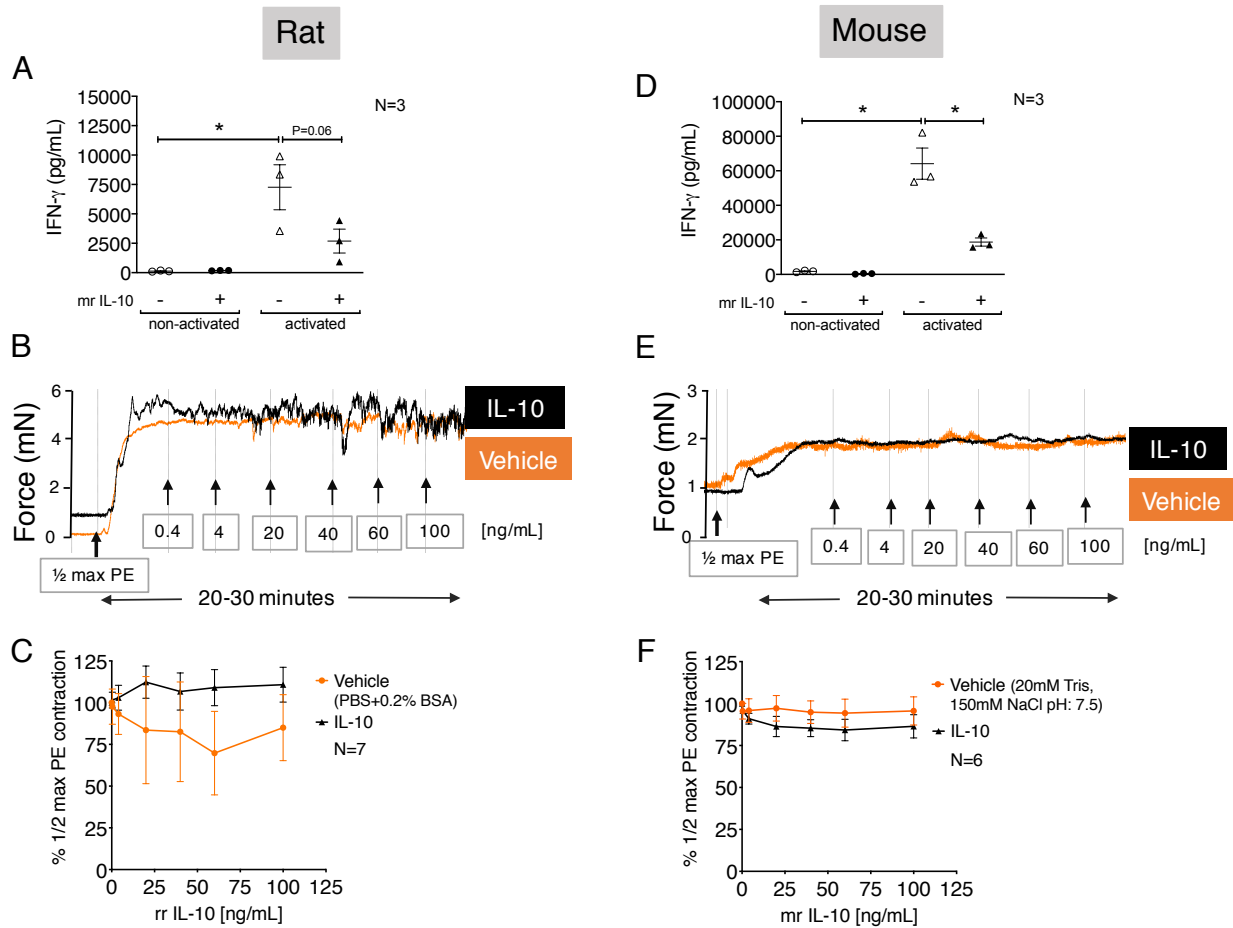 Rat
Mouse
A
15000
12500
10000
7500
5000
2500
0
IFN-γ (pg/mL)
N=3
*
P=0.06
mr IL-10
-
+
-
+
non-activated
activated
D
100000
80000
60000
40000
20000
0
IFN-γ (pg/mL)
N=3
*
*
mr IL-10
-
+
-
+
non-activated
activated
B
6
4
2
0
Force (mN)
IL-10
Vehicle
0.4
4
20
40
60
100
[ng/mL]
½ max PE
20-30 minutes
E
3
2
1
0
Force (mN)
IL-10
Vehicle
0.4
4
20
40
60
100
[ng/mL]
½ max PE
20-30 minutes
C
125
100
75
50
25
0
% 1/2 max PE contraction
0
25
50
75
100
125
rr IL-10 [ng/mL]
Vehicle
(PBS+0.2% BSA)
IL-10
N=7
F
125
100
75
50
25
0
% 1/2 max PE contraction
0
25
50
75
100
125
mr IL-10 [ng/mL]
Vehicle (20mM Tris,
150mM NaCl pH: 7.5)
IL-10
N=6